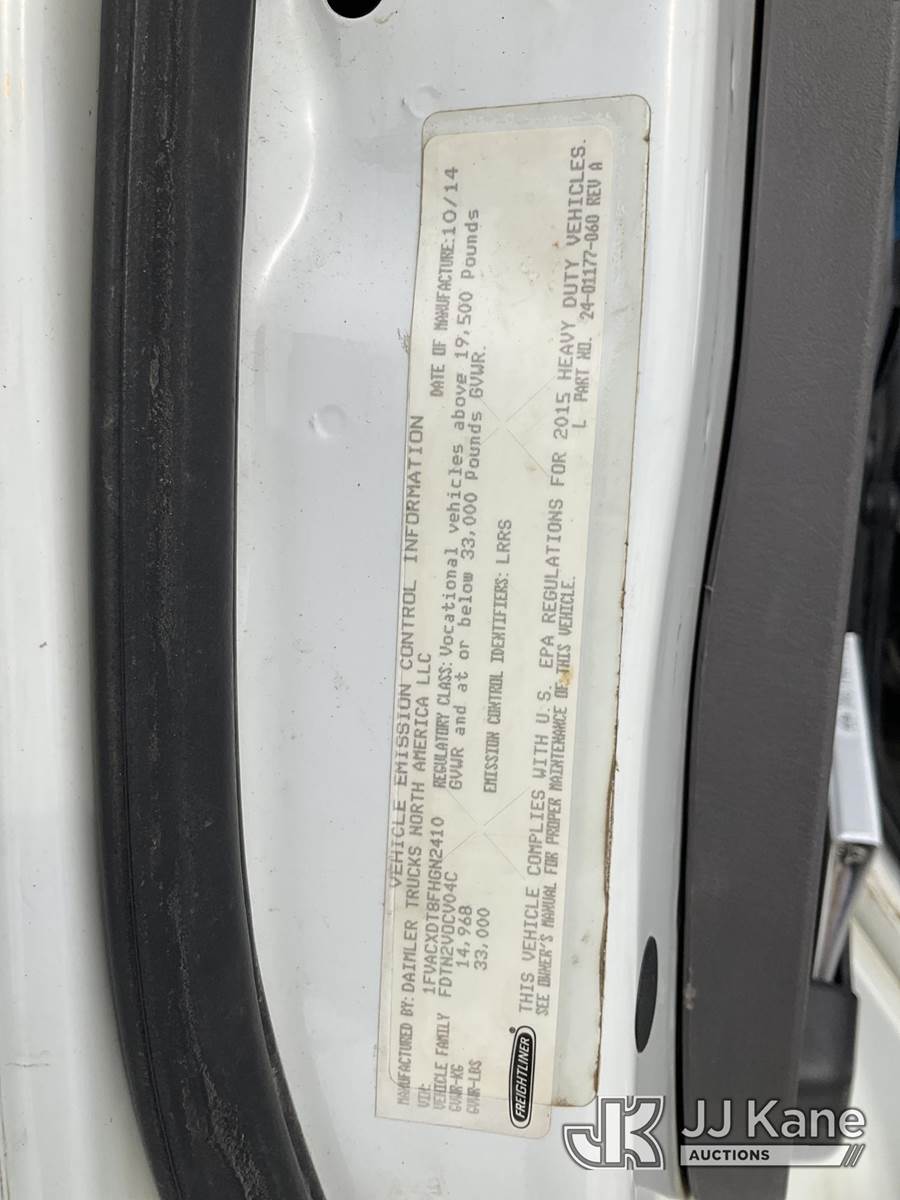 VEHICLE EMISSION CONTROL INFORMATION
MANUFACTURED BY: DAIMLER TRUCKS NORTH AMERICA LLC
DATE OF MANUFACTURE: 10/14
VIN: 1FVACXDT8FHGN2410
REGULATORY CLASS: Vocational vehicles above 19,500 Pounds
VEHICLE FAMILY FDTN2VOCV04C
GVWR and at or below 33,000 Pounds GVWR.
GVWR-KG 14,968
GVWR-LBS 33,000
EMISSION CONTROL IDENTIFIERS: LRRS
FREIGHTLINER®
THIS VEHICLE COMPLIES WITH U.S. EPA REGULATIONS FOR 2015 HEAVY DUTY VEHICLES.
SEE OWNER'S MANUAL FOR PROPER MAINTENANCE OF THIS VEHICLE.
L PART NO. 24-01177-060 REV A
JK JJ Kane
AUCTIONS